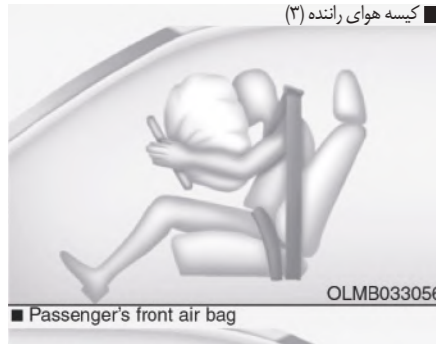 ■ کیسه هوای راننده (۳)
OLMB033056
■ Passenger's front air bag